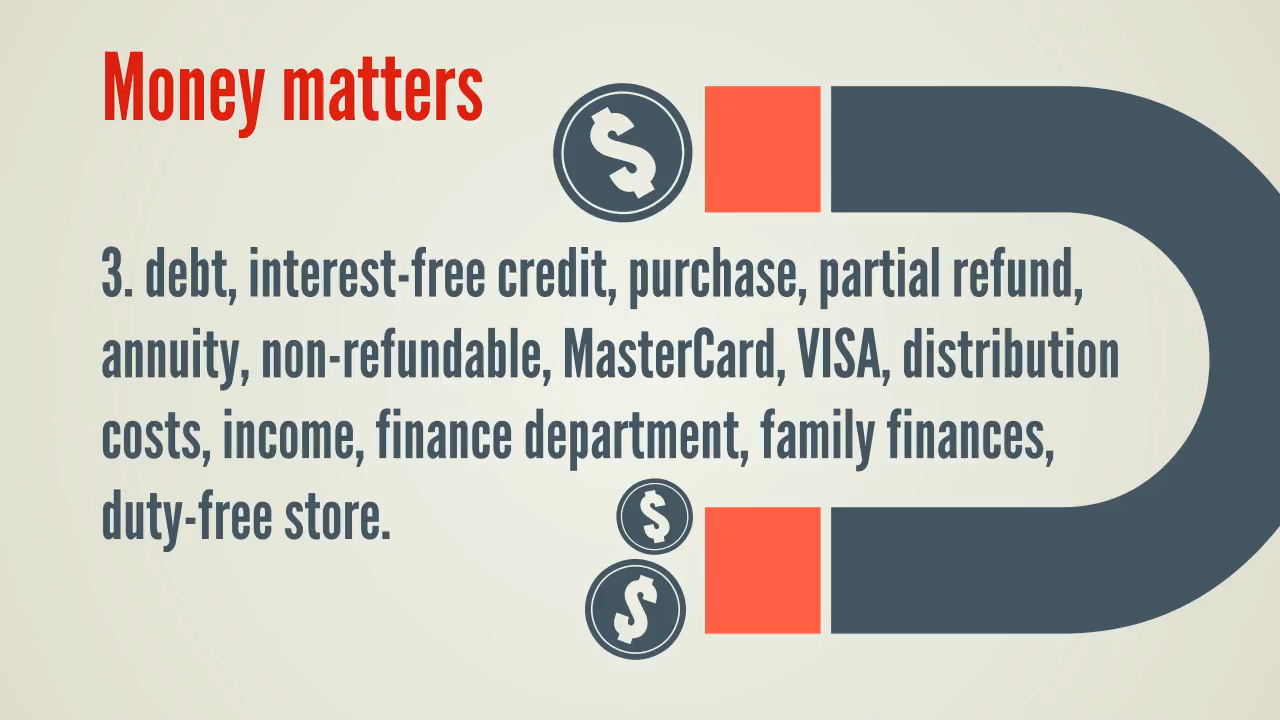 Money matters
3. debt, interest-free credit, purchase, partial refund,
annuity, non-refundable, MasterCard, VISA, distribution
costs, income, finance department, family finances,
duty-free store.
$
$
$